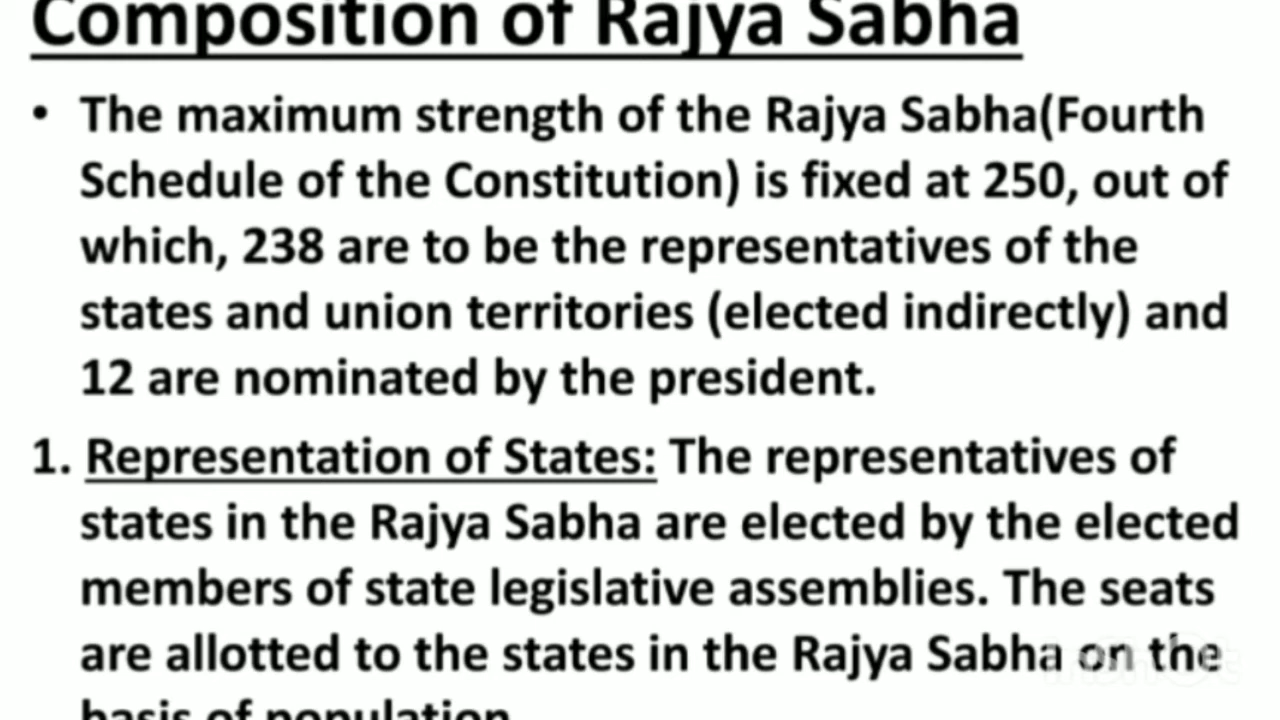 Composition of Rajya Sabha
• The maximum strength of the Rajya Sabha(Fourth
Schedule of the Constitution) is fixed at 250, out of
which, 238 are to be the representatives of the
states and union territories (elected indirectly) and
12 are nominated by the president.
1. Representation of States: The representatives of
states in the Rajya Sabha are elected by the elected
members of state legislative assemblies. The seats
are allotted to the states in the Rajya Sabha on the
basis of population.
InShOt